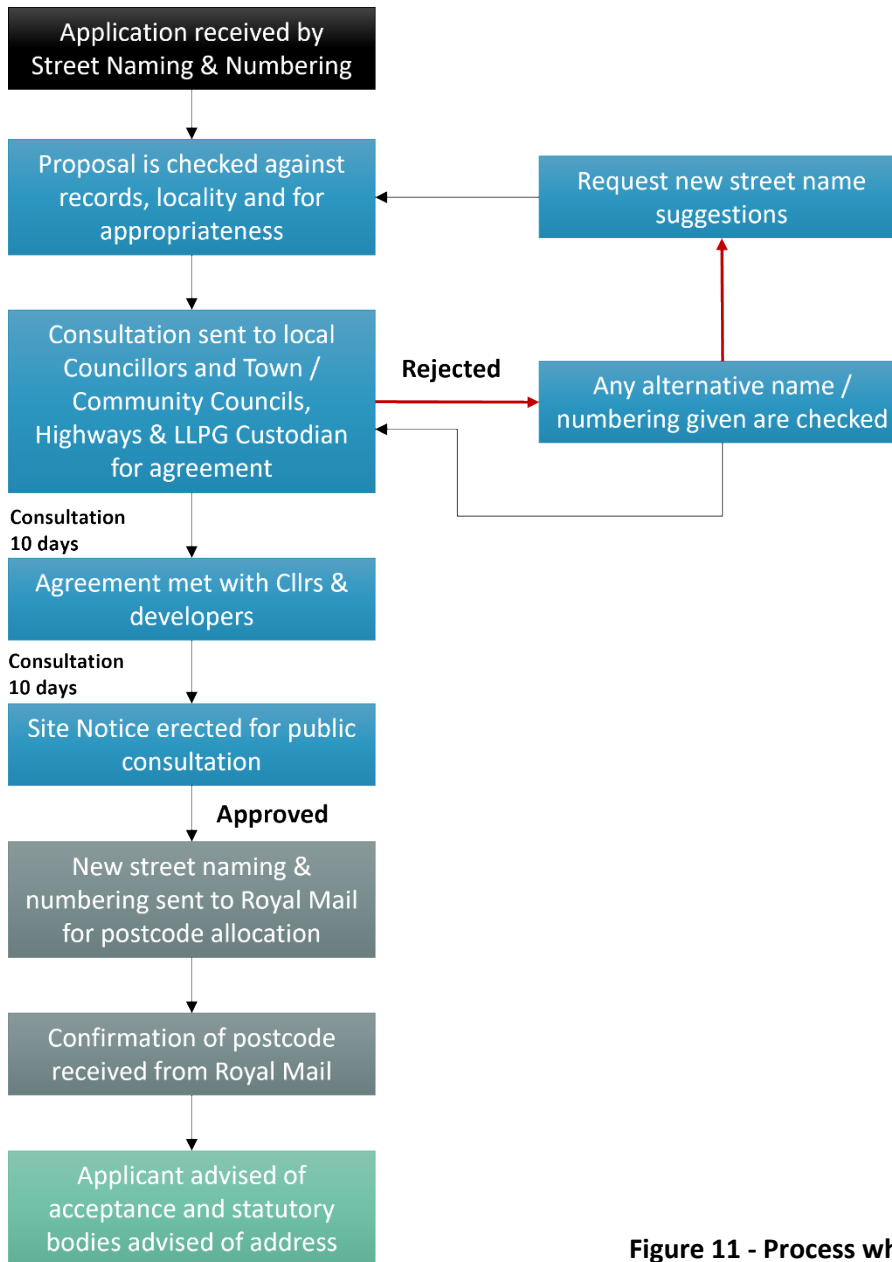 Application received by
Street Naming & Numbering
Proposal is checked against
records, locality and for
appropriateness
Request new street name
suggestions
Consultation sent to local
Councillors and Town /
Community Councils,
Highways & LLPG Custodian
for agreement
Rejected
Any alternative name /
numbering given are checked
Consultation
10 days
Agreement met with Cllrs &
developers
Consultation
10 days
Site Notice erected for public
consultation
Approved
New street naming &
numbering sent to Royal Mail
for postcode allocation
Confirmation of postcode
received from Royal Mail
Applicant advised of
acceptance and statutory
bodies advised of address
Figure 11 - Process